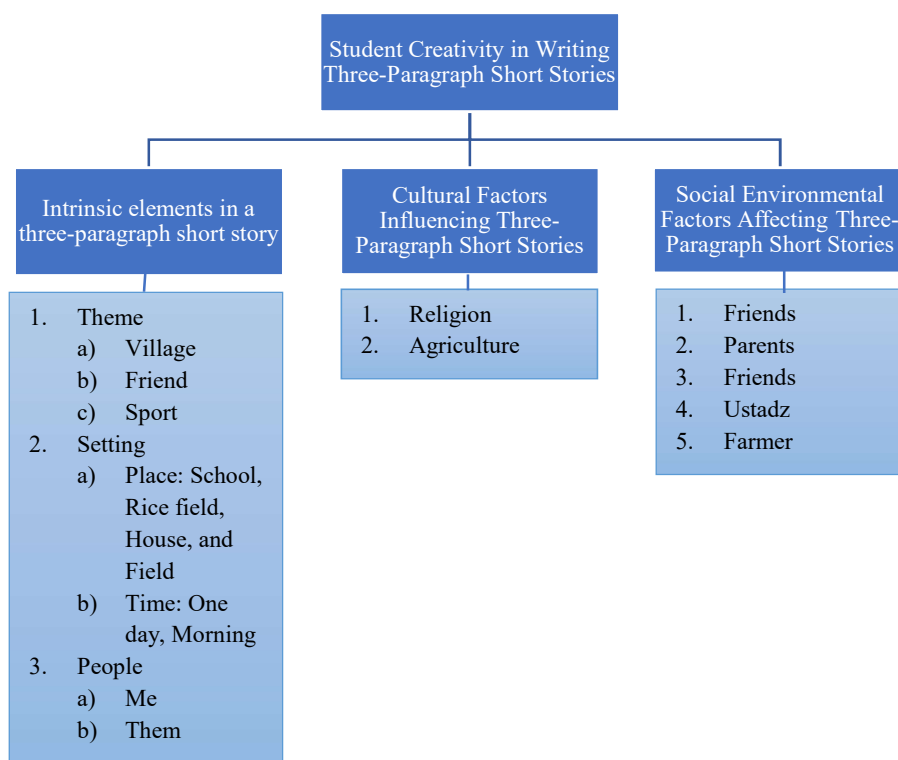 Student Creativity in Writing
Three-Paragraph Short Stories
Intrinsic elements in a
three-paragraph short story
1. Theme
a) Village
b) Friend
c) Sport
2. Setting
a) Place: School,
Rice field,
House, and
Field
b) Time: One
day, Morning
3. People
a) Me
b) Them
Cultural Factors
Influencing Three-
Paragraph Short Stories
1. Religion
2. Agriculture
Social Environmental
Factors Affecting Three-
Paragraph Short Stories
1. Friends
2. Parents
3. Friends
4. Ustadz
5. Farmer